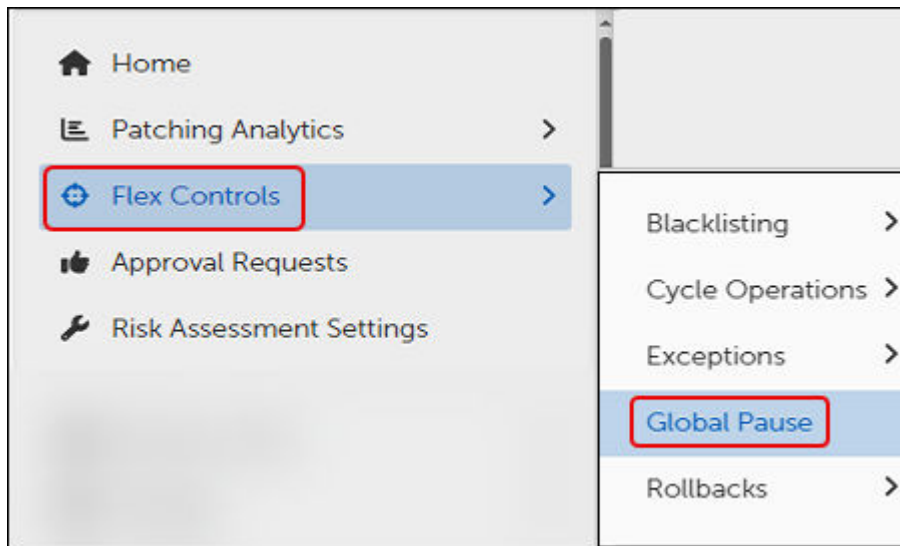 Home
Patching Analytics
Flex Controls
Approval Requests
Risk Assessment Settings
Blacklisting
Cycle Operations
Exceptions
Global Pause
Rollbacks